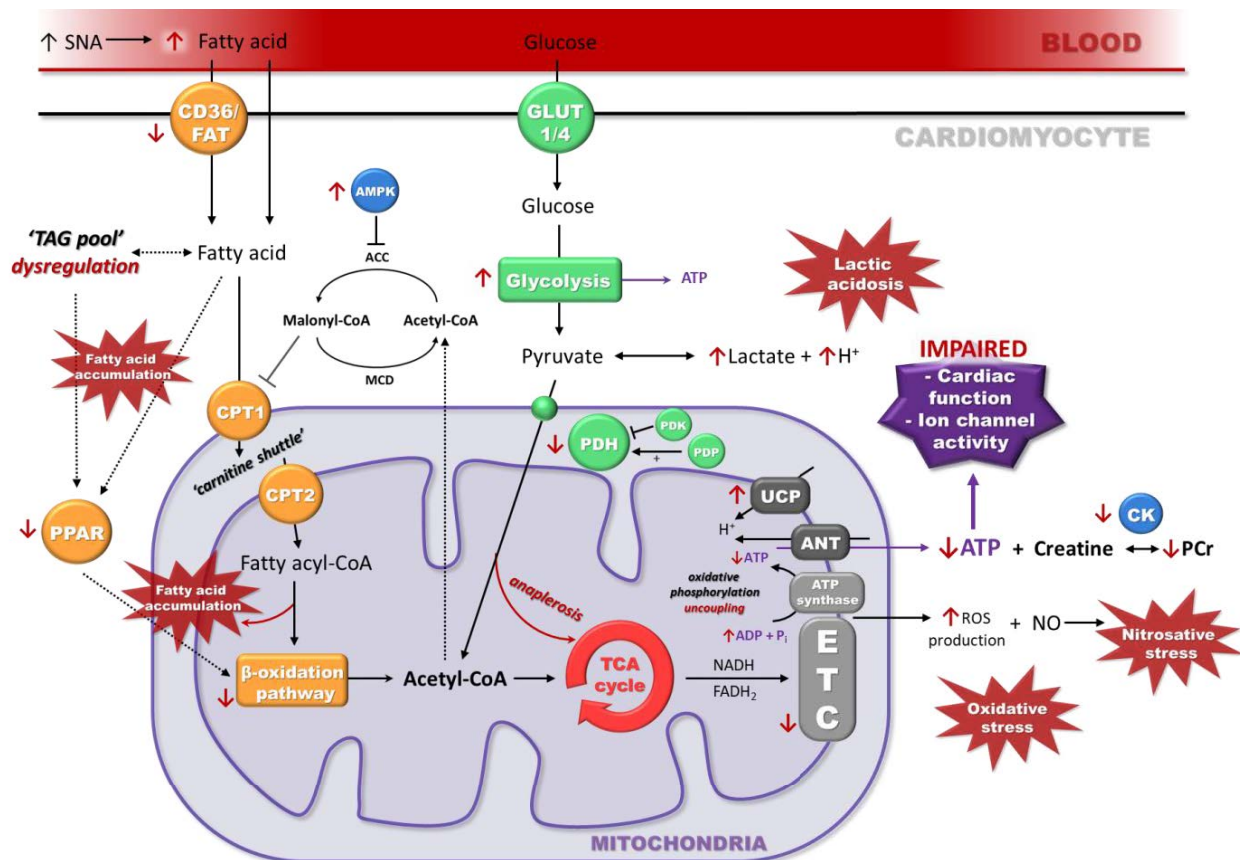 ↑ SNA → ↑ Fatty acid
Glucose
BLOOD
CD36/
FAT
↓
GLUT
1/4
CARDIOMYOCYTE
↑ AMPK
Glucose
'TAG pool'
dysregulation
Fatty acid
ACC
↑ Glycolysis
ATP
Lactic
acidosis
Malonyl-CoA
Acetyl-CoA
MCD
Fatty acid
accumulation
Pyruvate
↑Lactate + ↑H⁺
IMPAIRED
- Cardiac
function
- Ion channel
activity
CPT1
'carnitine shuttle'
CPT2
↓ PDH
PDK
PDP
+
↓ PPAR
Fatty acyl-CoA
Fatty acid
accumulation
↑ UCP
H⁺
ANT
↓ATP
↓ATP + Creatine ↔ ↓PCr
↓ CK
oxidative
phosphorylation
uncoupling
ATP
synthase
anaplerosis
↑ADP + Pᵢ
↑ ROS
production
+ NO
Nitrosative
stress
β-oxidation
pathway
↓
Acetyl-CoA
TCA
cycle
NADH
FADH₂
E
T
C
↓
Oxidative
stress
MITOCHONDRIA